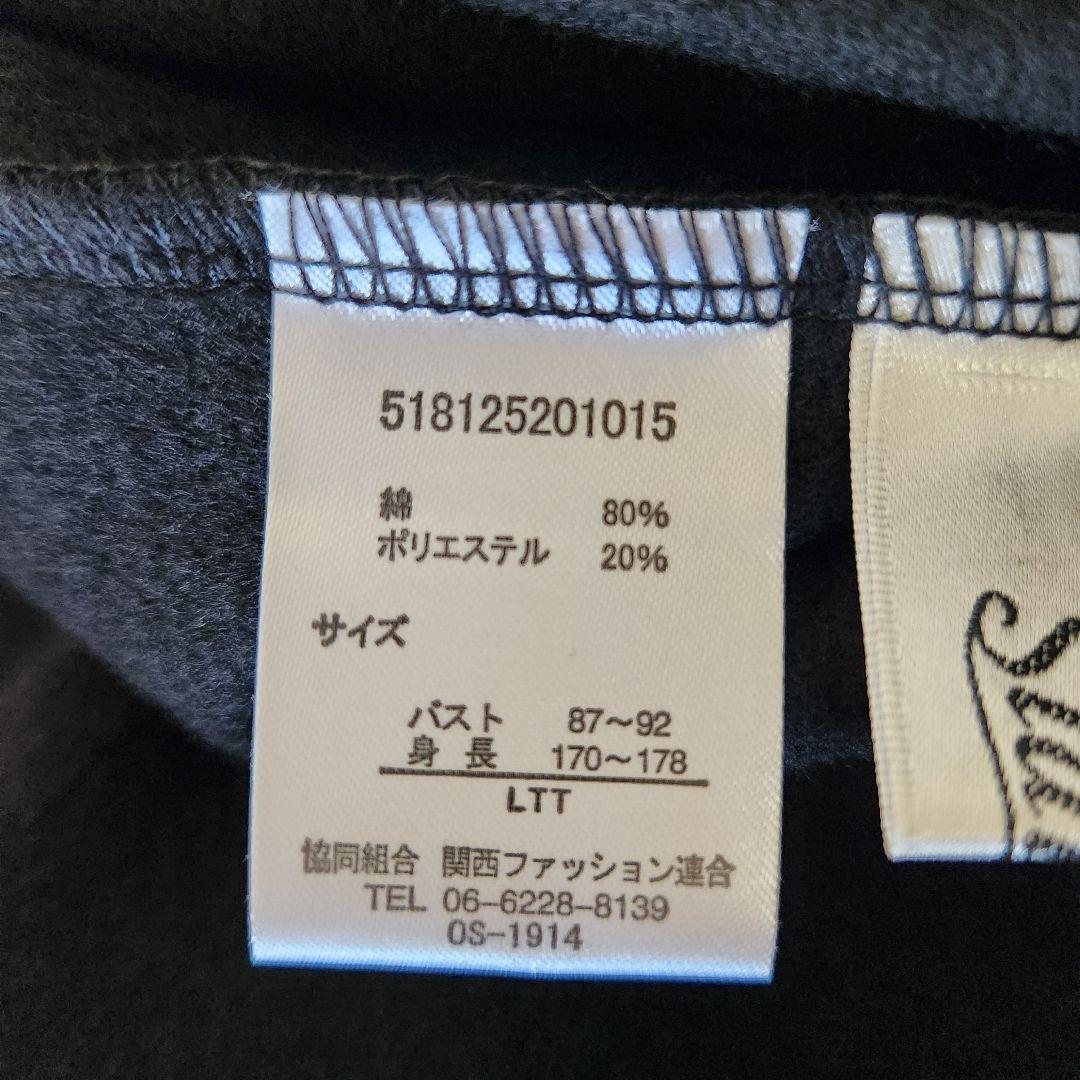 518125201015
綿 80%
ポリエステル 20%
サイズ
バスト 87～92
身長 170～178
LTT
協同組合 関西ファッション連合
TEL 06-6228-8139
OS-1914